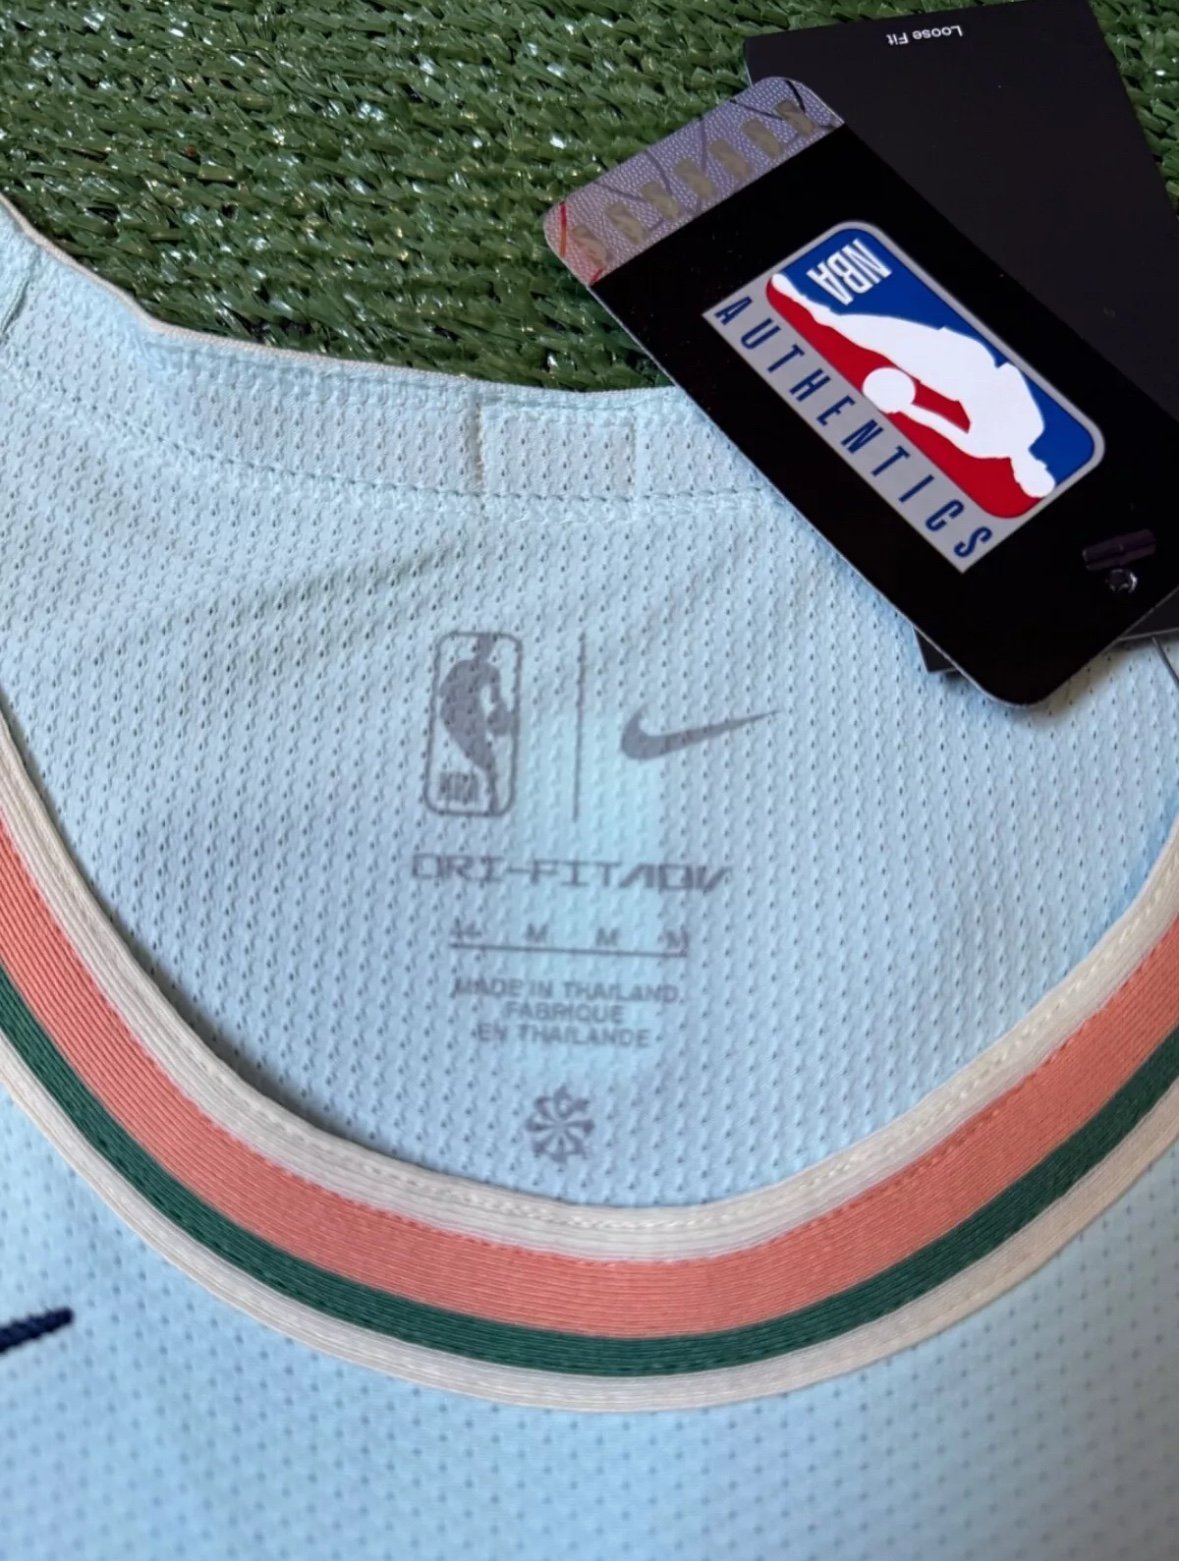 Loose Fit
NBA
AUTHENTICS
NBA
DRI-FIT ADV
M M M
MADE IN THAILAND.
FABRIQUE
EN THAILANDE